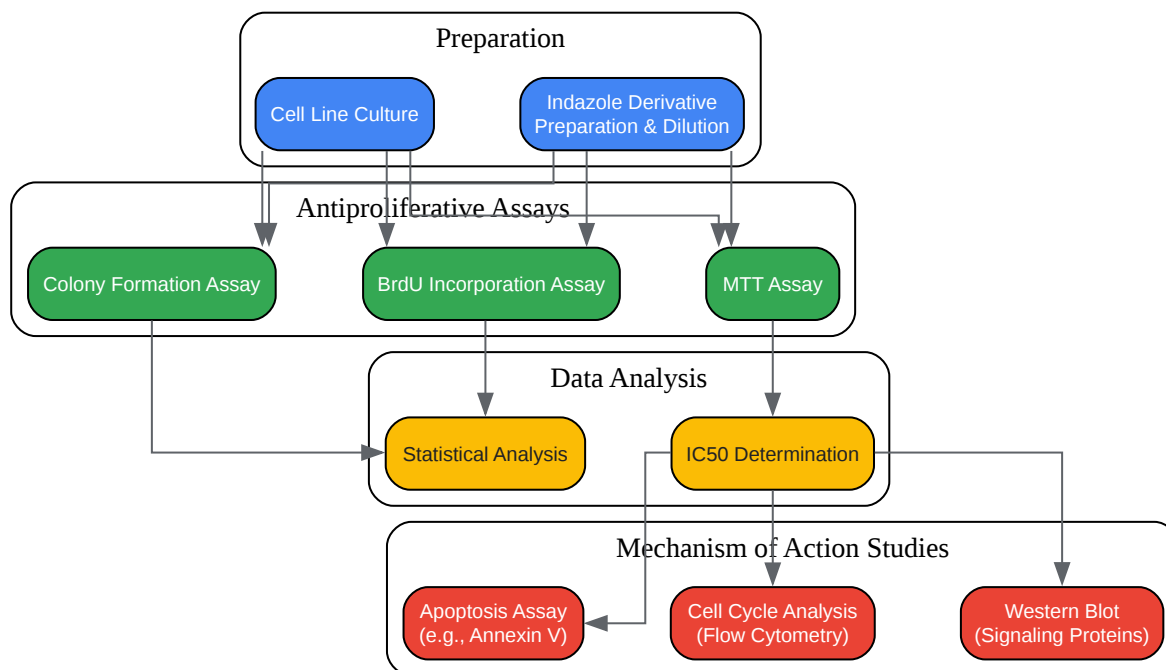 Preparation
Cell Line Culture
Indazole Derivative
Preparation & Dilution
Antiproliferative Assays
Colony Formation Assay
BrdU Incorporation Assay
MTT Assay
Data Analysis
Statistical Analysis
IC50 Determination
Mechanism of Action Studies
Apoptosis Assay
(e.g., Annexin V)
Cell Cycle Analysis
(Flow Cytometry)
Western Blot
(Signaling Proteins)